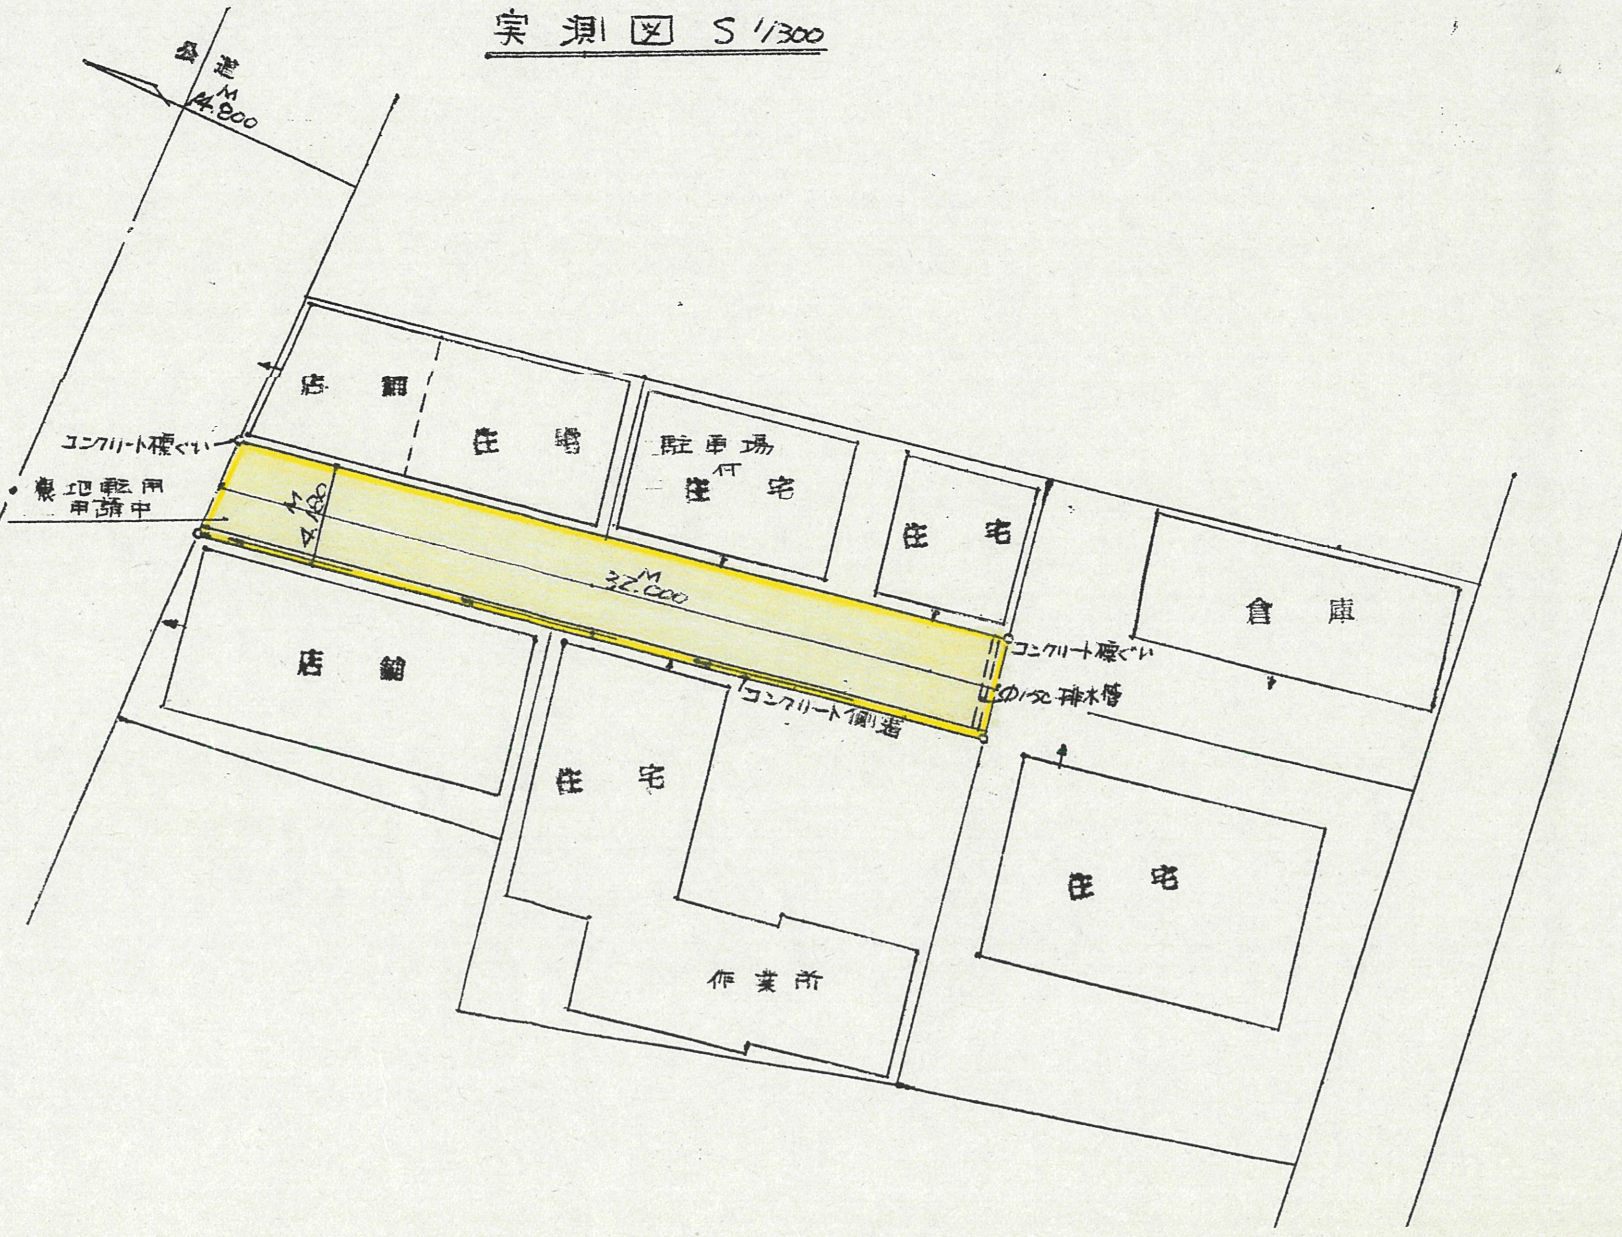 実測図 S 1/300
公道
M
14.800
店舗
住宅
駐車場
付
住宅
住宅
倉庫
コンクリート標ぐい
農地転用
申請中
M
4.180
M
32.000
コンクリート標ぐい
Ø150 排水管
コンクリート側溝
店舗
住宅
住宅
作業所